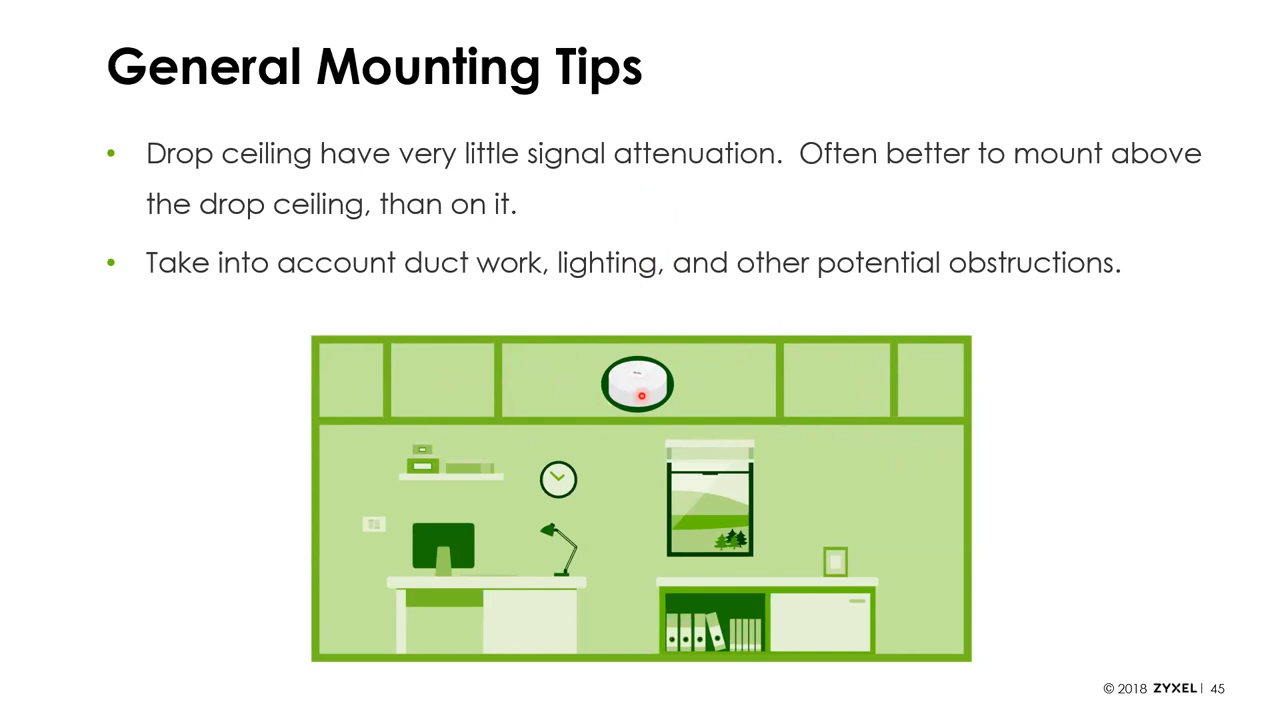 General Mounting Tips
• Drop ceiling have very little signal attenuation.  Often better to mount above
the drop ceiling, than on it.
• Take into account duct work, lighting, and other potential obstructions.
© 2018 ZYXEL | 45